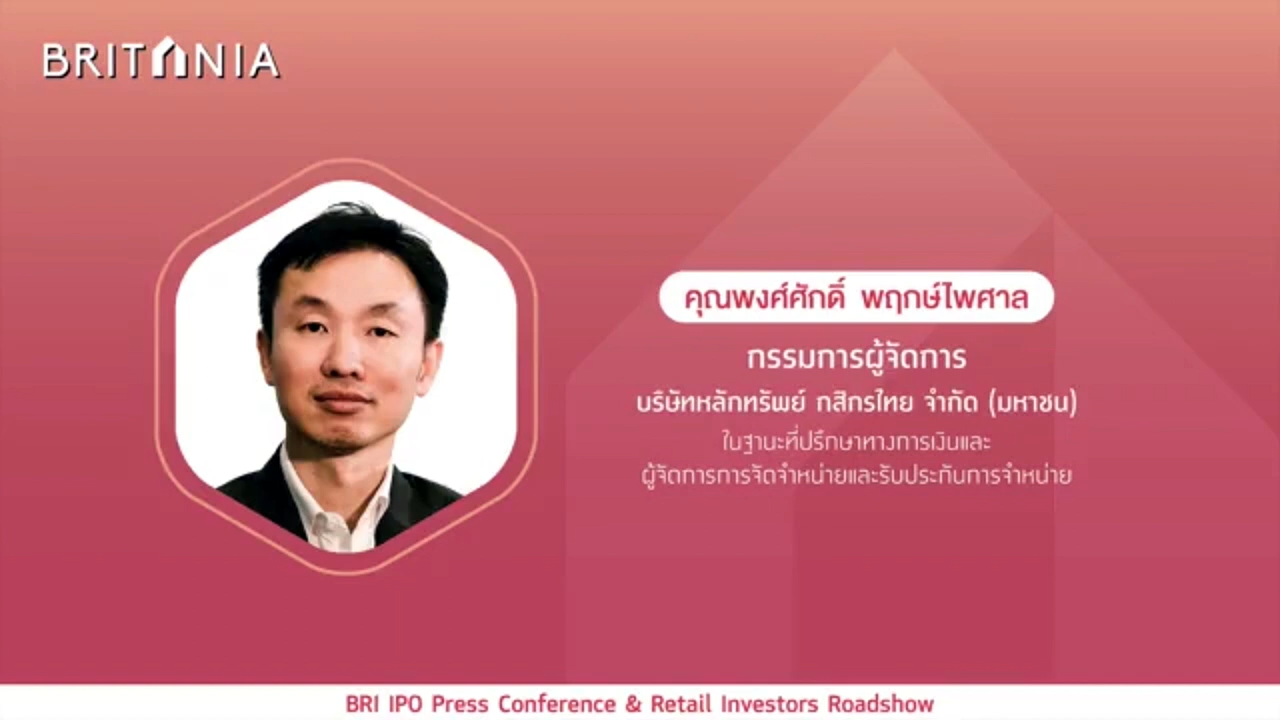 BRITANIA
คุณพงศ์ศักดิ์ พฤกษ์ไพศาล
กรรมการผู้จัดการ
บริษัทหลักทรัพย์ กสิกรไทย จำกัด (มหาชน)
ในฐานะที่ปรึกษาทางการเงินและ
ผู้จัดการการจัดจำหน่ายและรับประกันการจำหน่าย
BRI IPO Press Conference & Retail Investors Roadshow